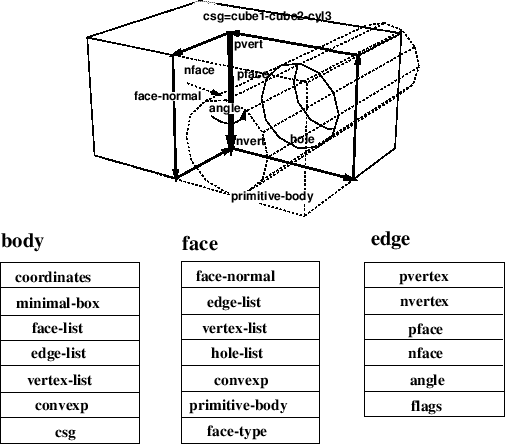 csg=cube1-cube2-cyl3
pvert
nface
pface
face-normal
angle
nvert
hole
primitive-body
body
coordinates
minimal-box
face-list
edge-list
vertex-list
convexp
csg
face
face-normal
edge-list
vertex-list
hole-list
convexp
primitive-body
face-type
edge
pvertex
nvertex
pface
nface
angle
flags